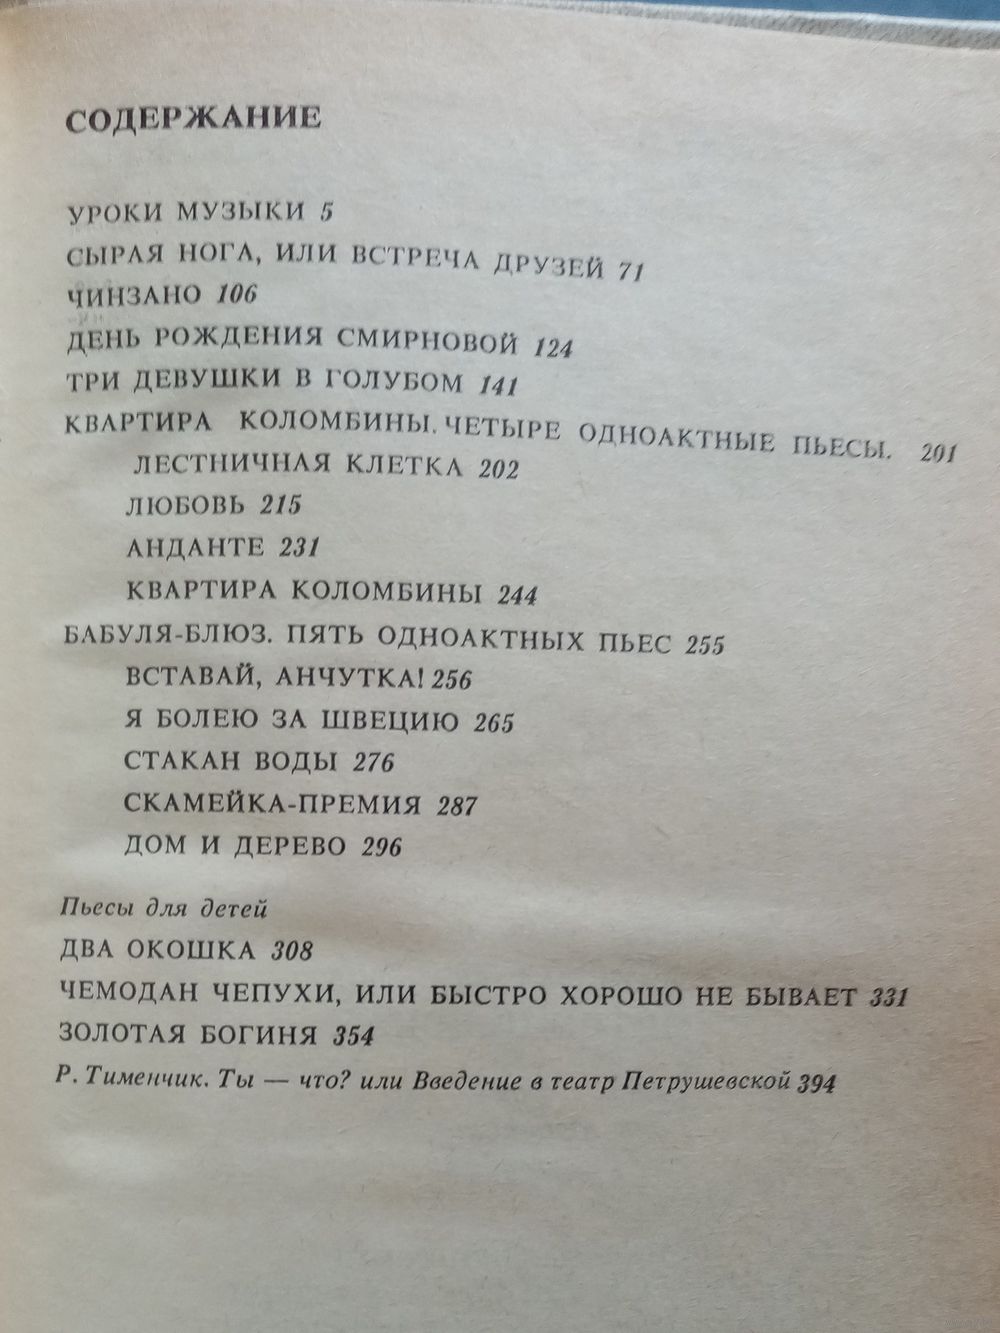 СОДЕРЖАНИЕ
УРОКИ МУЗЫКИ 5
СЫРАЯ НОГА, ИЛИ ВСТРЕЧА ДРУЗЕЙ 71
ЧИНЗАНО 106
ДЕНЬ РОЖДЕНИЯ СМИРНОВОЙ 124
ТРИ ДЕВУШКИ В ГОЛУБОМ 141
КВАРТИРА КОЛОМБИНЫ. ЧЕТЫРЕ ОДНОАКТНЫЕ ПЬЕСЫ. 201
ЛЕСТНИЧНАЯ КЛЕТКА 202
ЛЮБОВЬ 215
АНДАНТЕ 231
КВАРТИРА КОЛОМБИНЫ 244
БАБУЛЯ-БЛЮЗ. ПЯТЬ ОДНОАКТНЫХ ПЬЕС 255
ВСТАВАЙ, АНЧУТКА! 256
Я БОЛЕЮ ЗА ШВЕЦИЮ 265
СТАКАН ВОДЫ 276
СКАМЕЙКА-ПРЕМИЯ 287
ДОМ И ДЕРЕВО 296
Пьесы для детей
ДВА ОКОШКА 308
ЧЕМОДАН ЧЕПУХИ, ИЛИ БЫСТРО ХОРОШО НЕ БЫВАЕТ 331
ЗОЛОТАЯ БОГИНЯ 354
Р. Тименчик. Ты — что? или Введение в театр Петрушевской 394